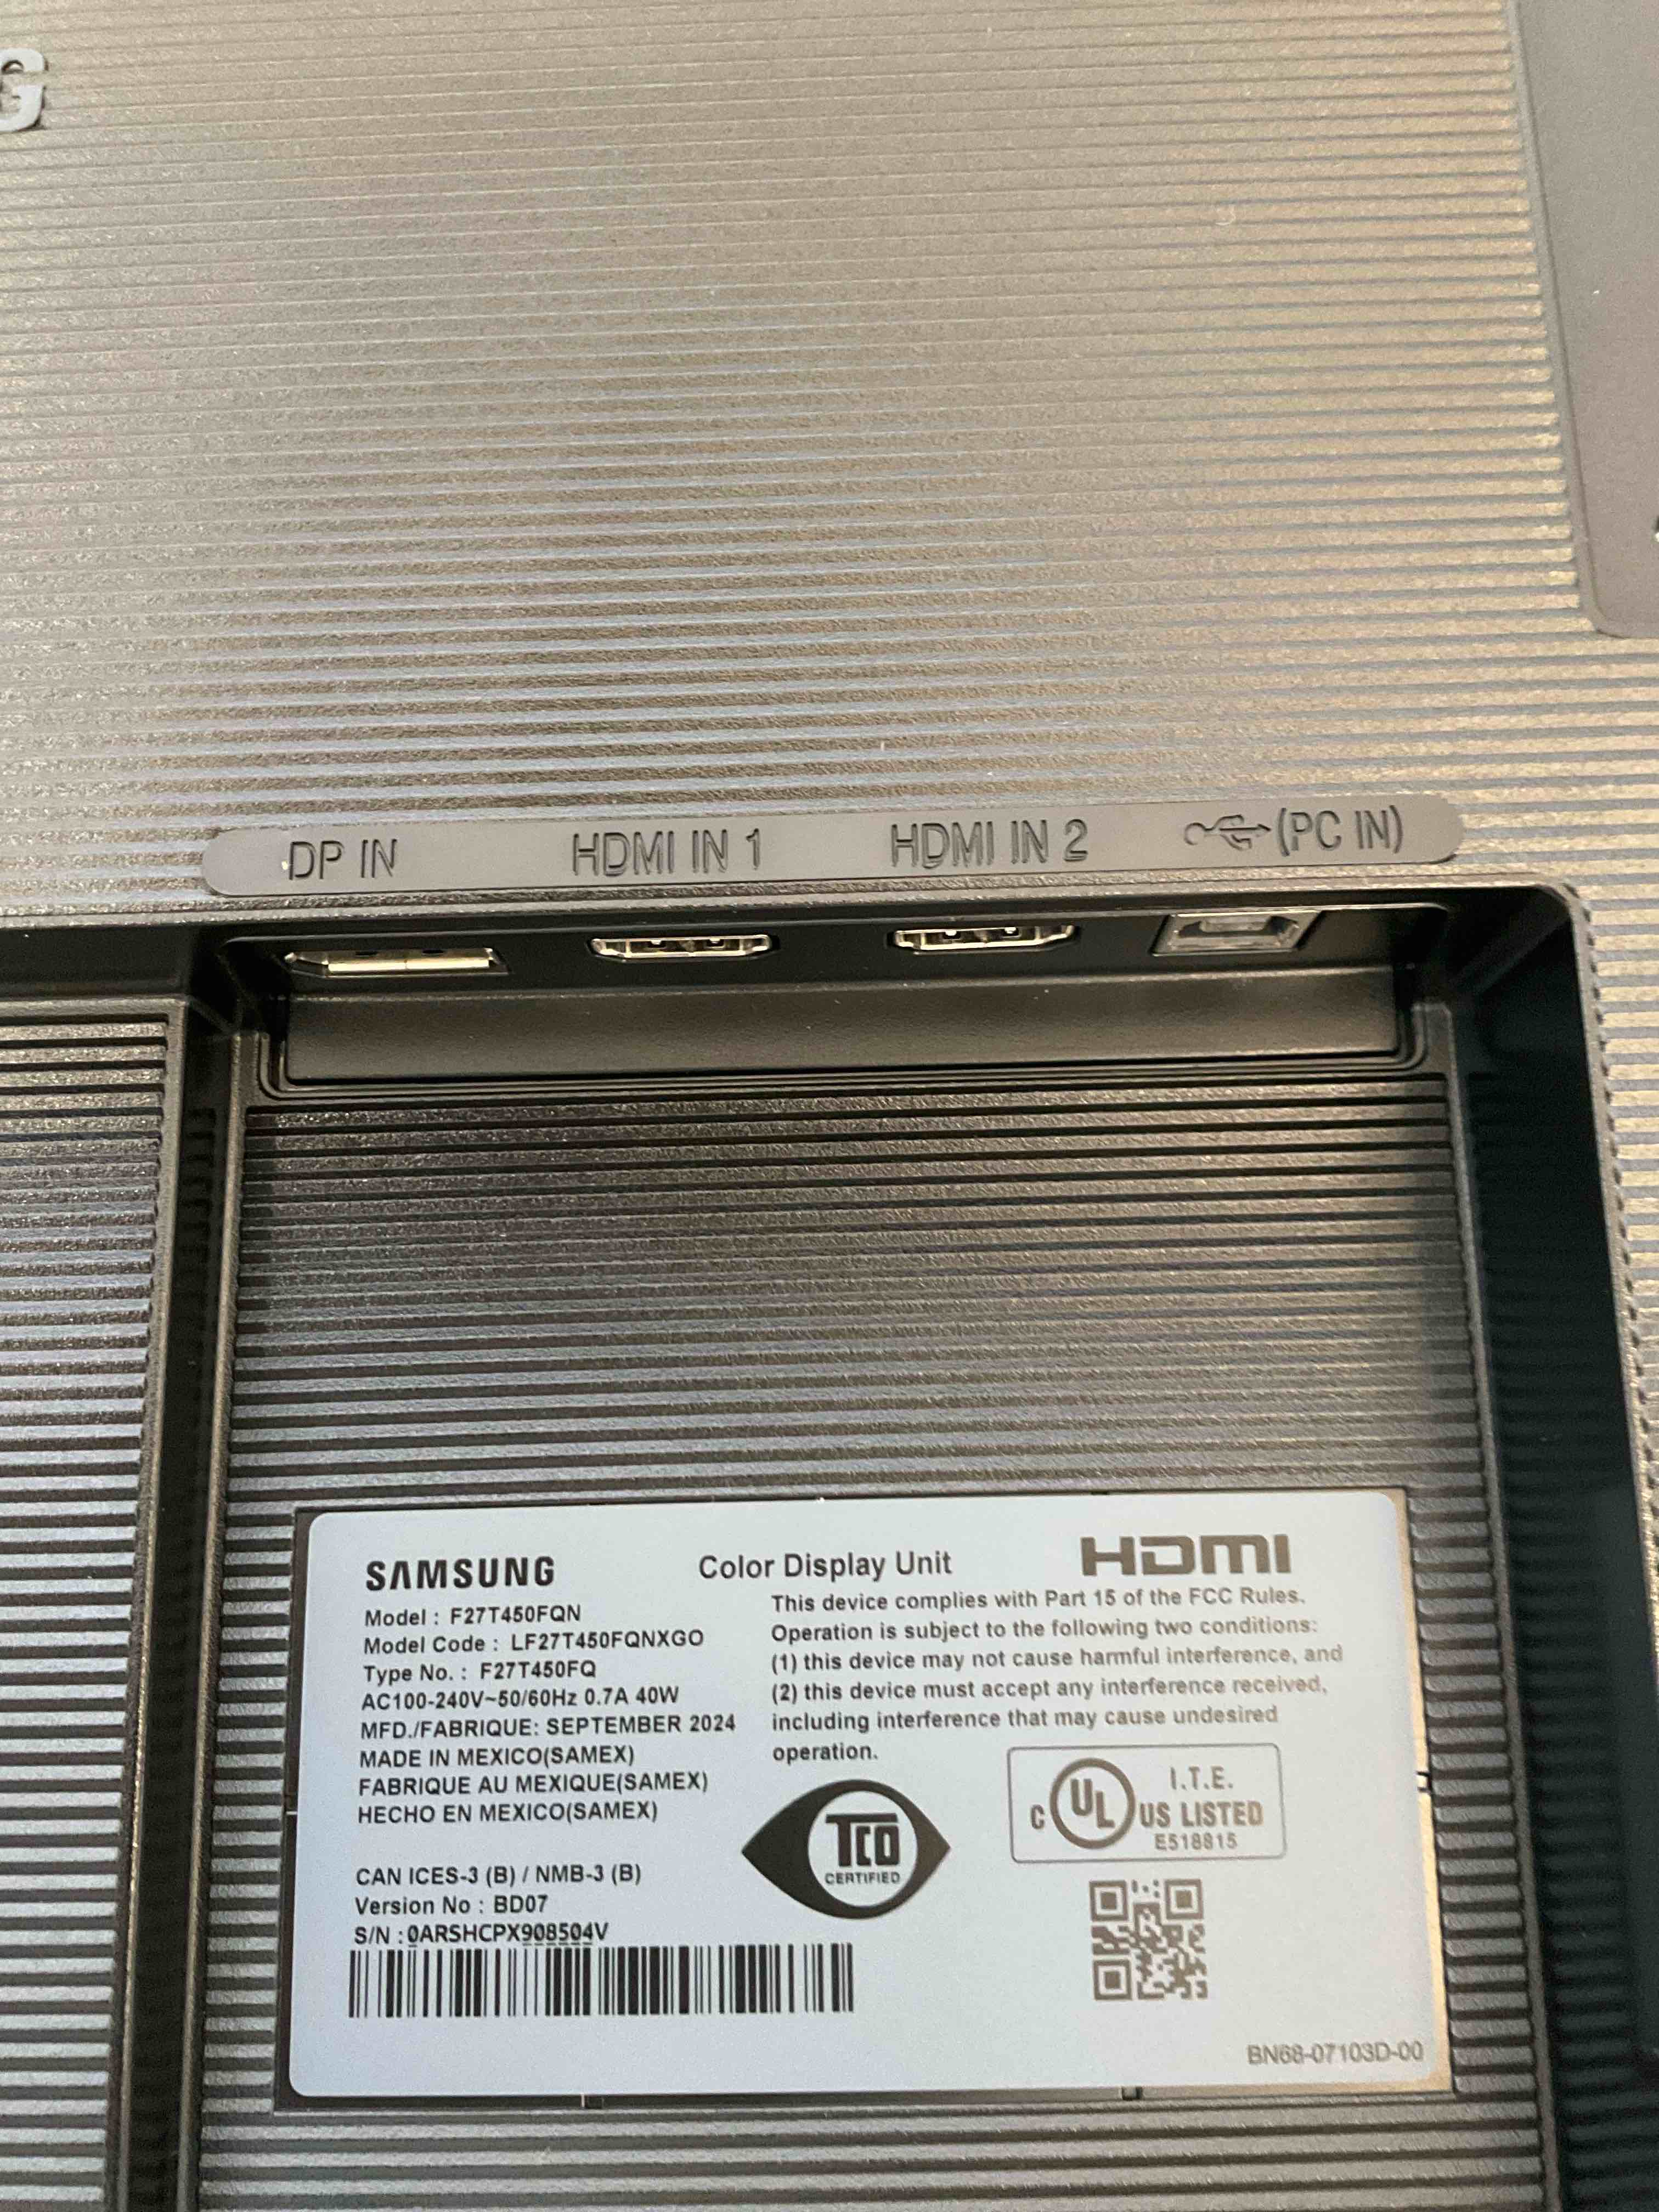 G
DP IN
HDMI IN 1
HDMI IN 2
(PC IN)
SAMSUNG
Model : F27T450FQN
Model Code : LF27T450FQNXGO
Type No. : F27T450FQ
AC100-240V~50/60Hz 0.7A 40W
MFD./FABRIQUE: SEPTEMBER 2024
MADE IN MEXICO(SAMEX)
FABRIQUE AU MEXIQUE(SAMEX)
HECHO EN MEXICO(SAMEX)
CAN ICES-3 (B) / NMB-3 (B)
Version No : BD07
S/N : 0ARSHCPX908504V
Color Display Unit
HDMI
This device complies with Part 15 of the FCC Rules.
Operation is subject to the following two conditions:
(1) this device may not cause harmful interference, and
(2) this device must accept any interference received,
including interference that may cause undesired
operation.
TCO
CERTIFIED
C UL US LISTED
I.T.E.
E518815
BN68-07103D-00